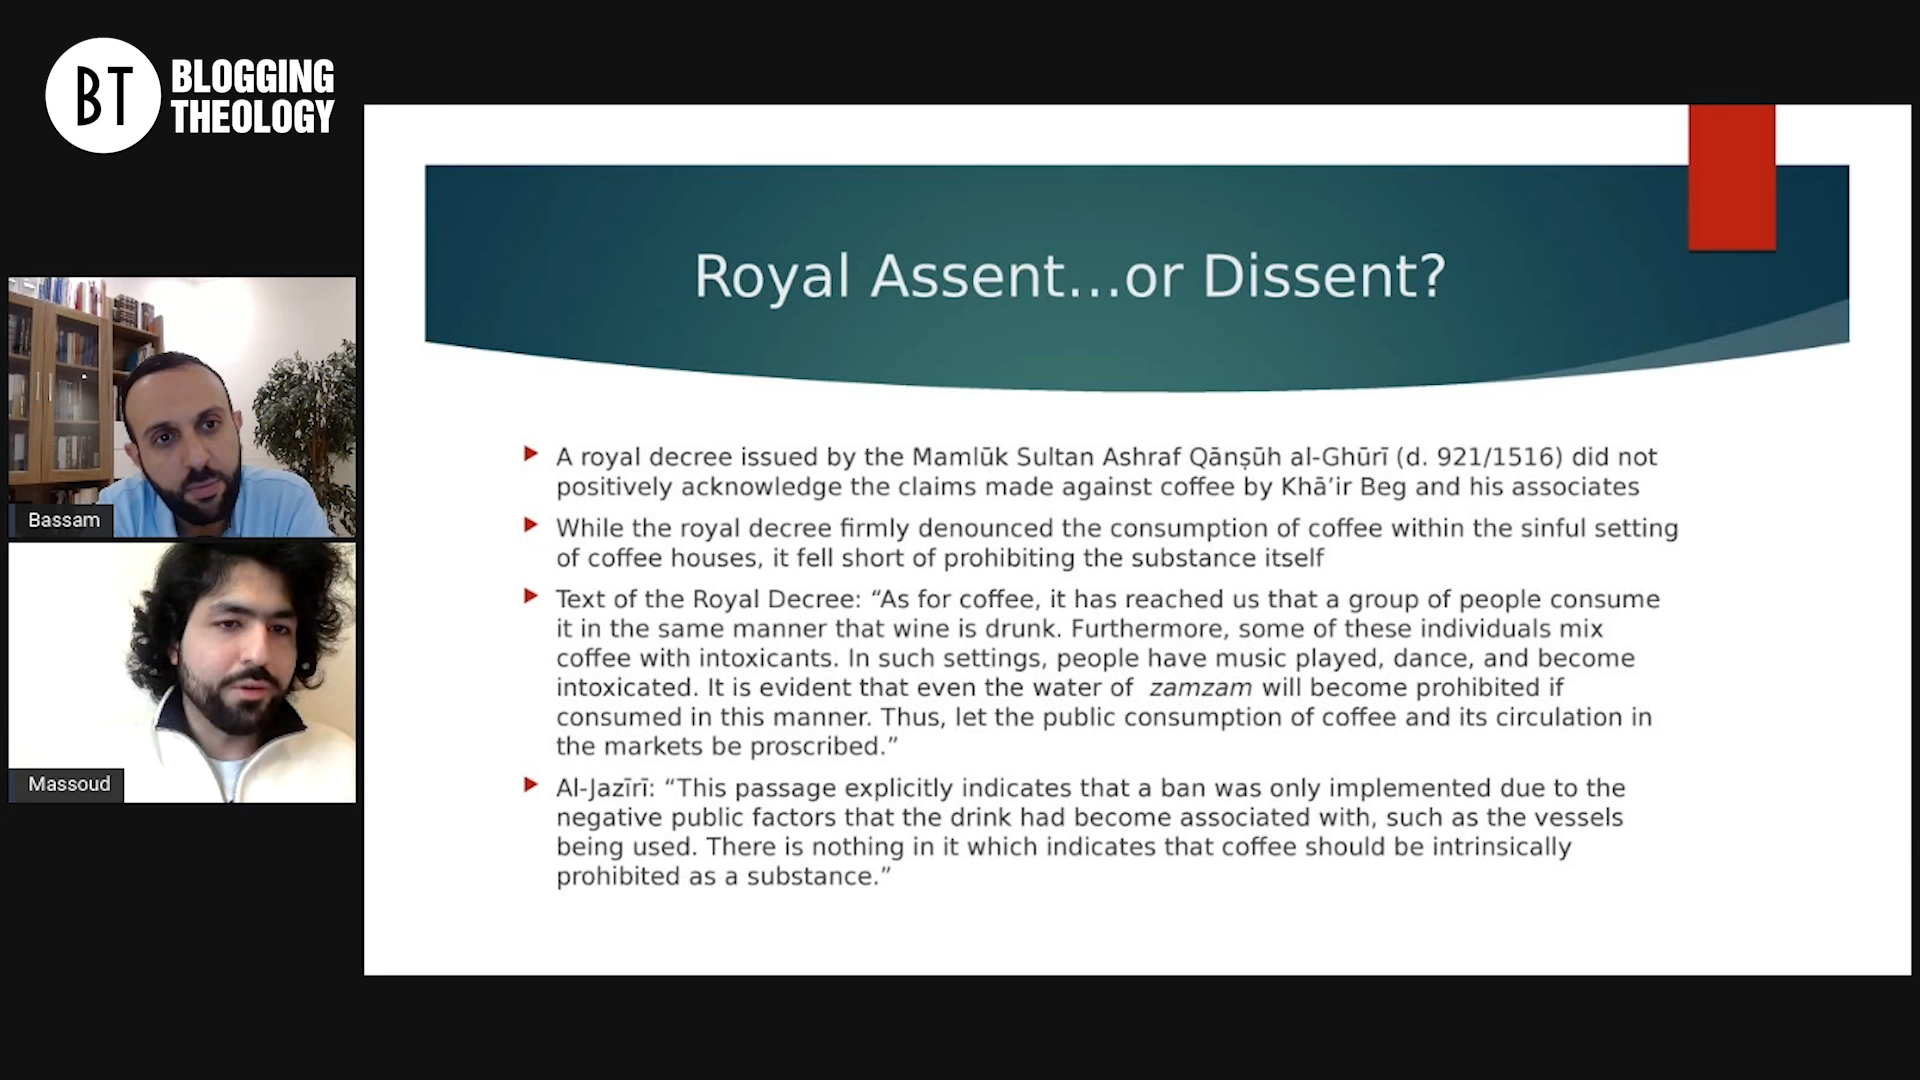 BT
BLOGGING
THEOLOGY
Royal Assent...or Dissent?
A royal decree issued by the Mamlūk Sultan Ashraf Qānṣūh al-Ghūrī (d. 921/1516) did not
positively acknowledge the claims made against coffee by Khā’ir Beg and his associates
While the royal decree firmly denounced the consumption of coffee within the sinful setting
of coffee houses, it fell short of prohibiting the substance itself
Text of the Royal Decree: “As for coffee, it has reached us that a group of people consume
it in the same manner that wine is drunk. Furthermore, some of these individuals mix
coffee with intoxicants. In such settings, people have music played, dance, and become
intoxicated. It is evident that even the water of zamzam will become prohibited if
consumed in this manner. Thus, let the public consumption of coffee and its circulation in
the markets be proscribed.”
Al-Jazīrī: “This passage explicitly indicates that a ban was only implemented due to the
negative public factors that the drink had become associated with, such as the vessels
being used. There is nothing in it which indicates that coffee should be intrinsically
prohibited as a substance.”
Bassam
Massoud